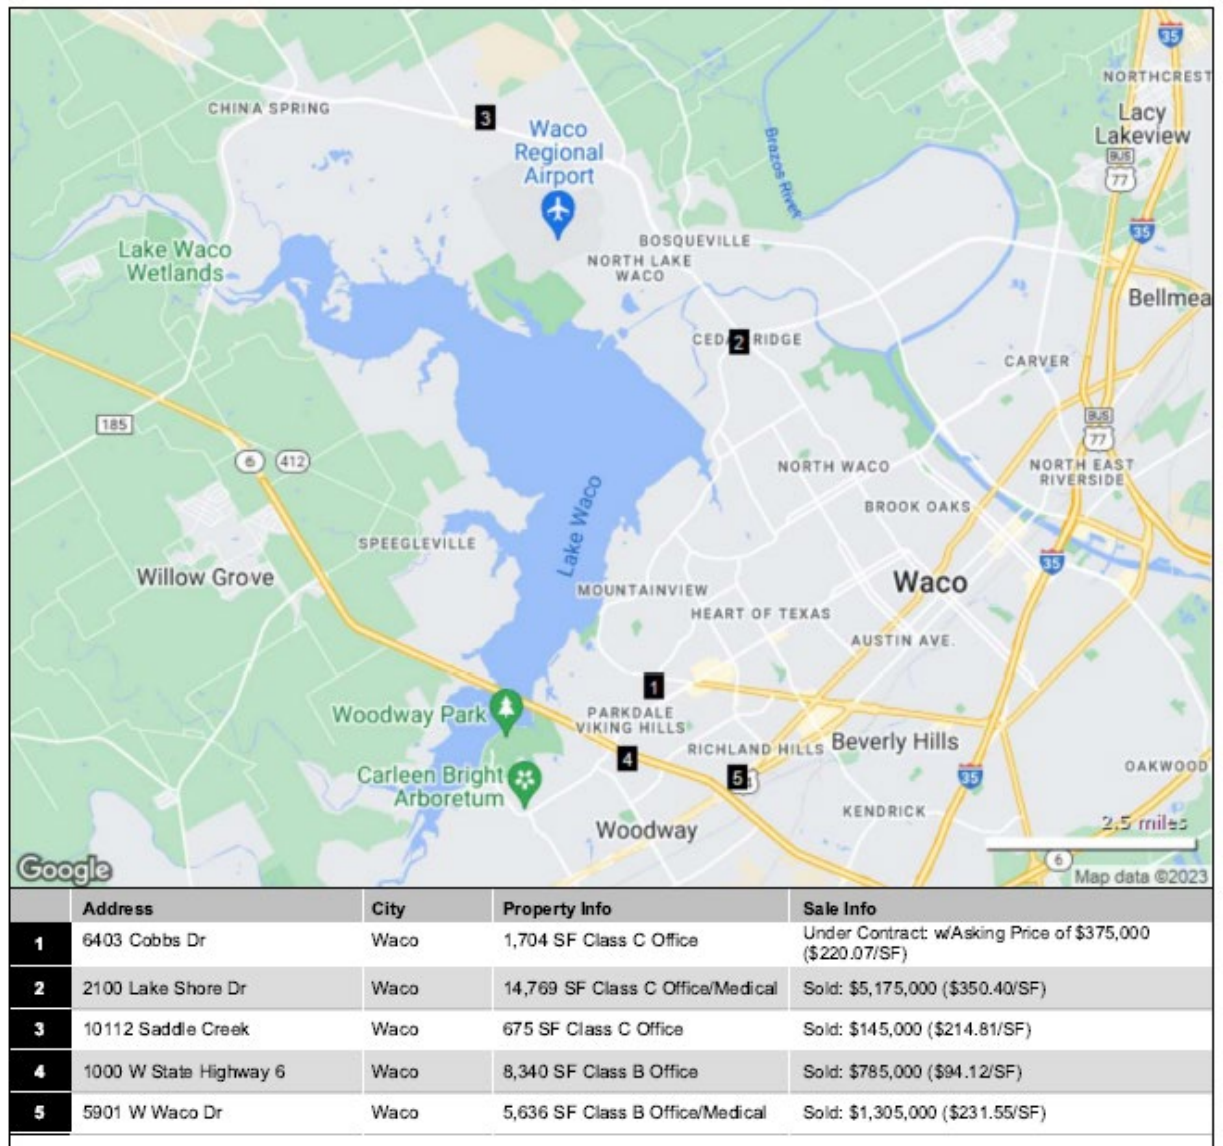 35
NORTHCREST
CHINA SPRING
3
Lacy
Lakeview
Waco
Regional
Airport
BUS
77
Brazos River
35
BOSQUEVILLE
Lake Waco
Wetlands
NORTH LAKE
WACO
Bellmea
2
RIDGE
CARVER
185
BUS
77
6
412
NORTH WACO
NORTH EAST
RIVERSIDE
BROOK OAKS
Lake Waco
SPEEGLEVILLE
35
Willow Grove
MOUNTAINVIEW
Waco
HEART OF TEXAS
AUSTIN AVE.
1
Woodway Park
PARKDALE
VIKING HILLS
RICHLAND HILLS
Beverly Hills
4
5
35
OAKWOOD
Carleen Bright
Arboretum
KENDRICK
Woodway
2.5 miles
6
Google
Map data ©2023
Address City Property Info Sale Info
1 6403 Cobbs Dr Waco 1,704 SF Class C Office Under Contract: w/Asking Price of $375,000
($220.07/SF)
2 2100 Lake Shore Dr Waco 14,769 SF Class C Office/Medical Sold: $5,175,000 ($350.40/SF)
3 10112 Saddle Creek Waco 675 SF Class C Office Sold: $145,000 ($214.81/SF)
4 1000 W State Highway 6 Waco 8,340 SF Class B Office Sold: $785,000 ($94.12/SF)
5 5901 W Waco Dr Waco 5,636 SF Class B Office/Medical Sold: $1,305,000 ($231.55/SF)